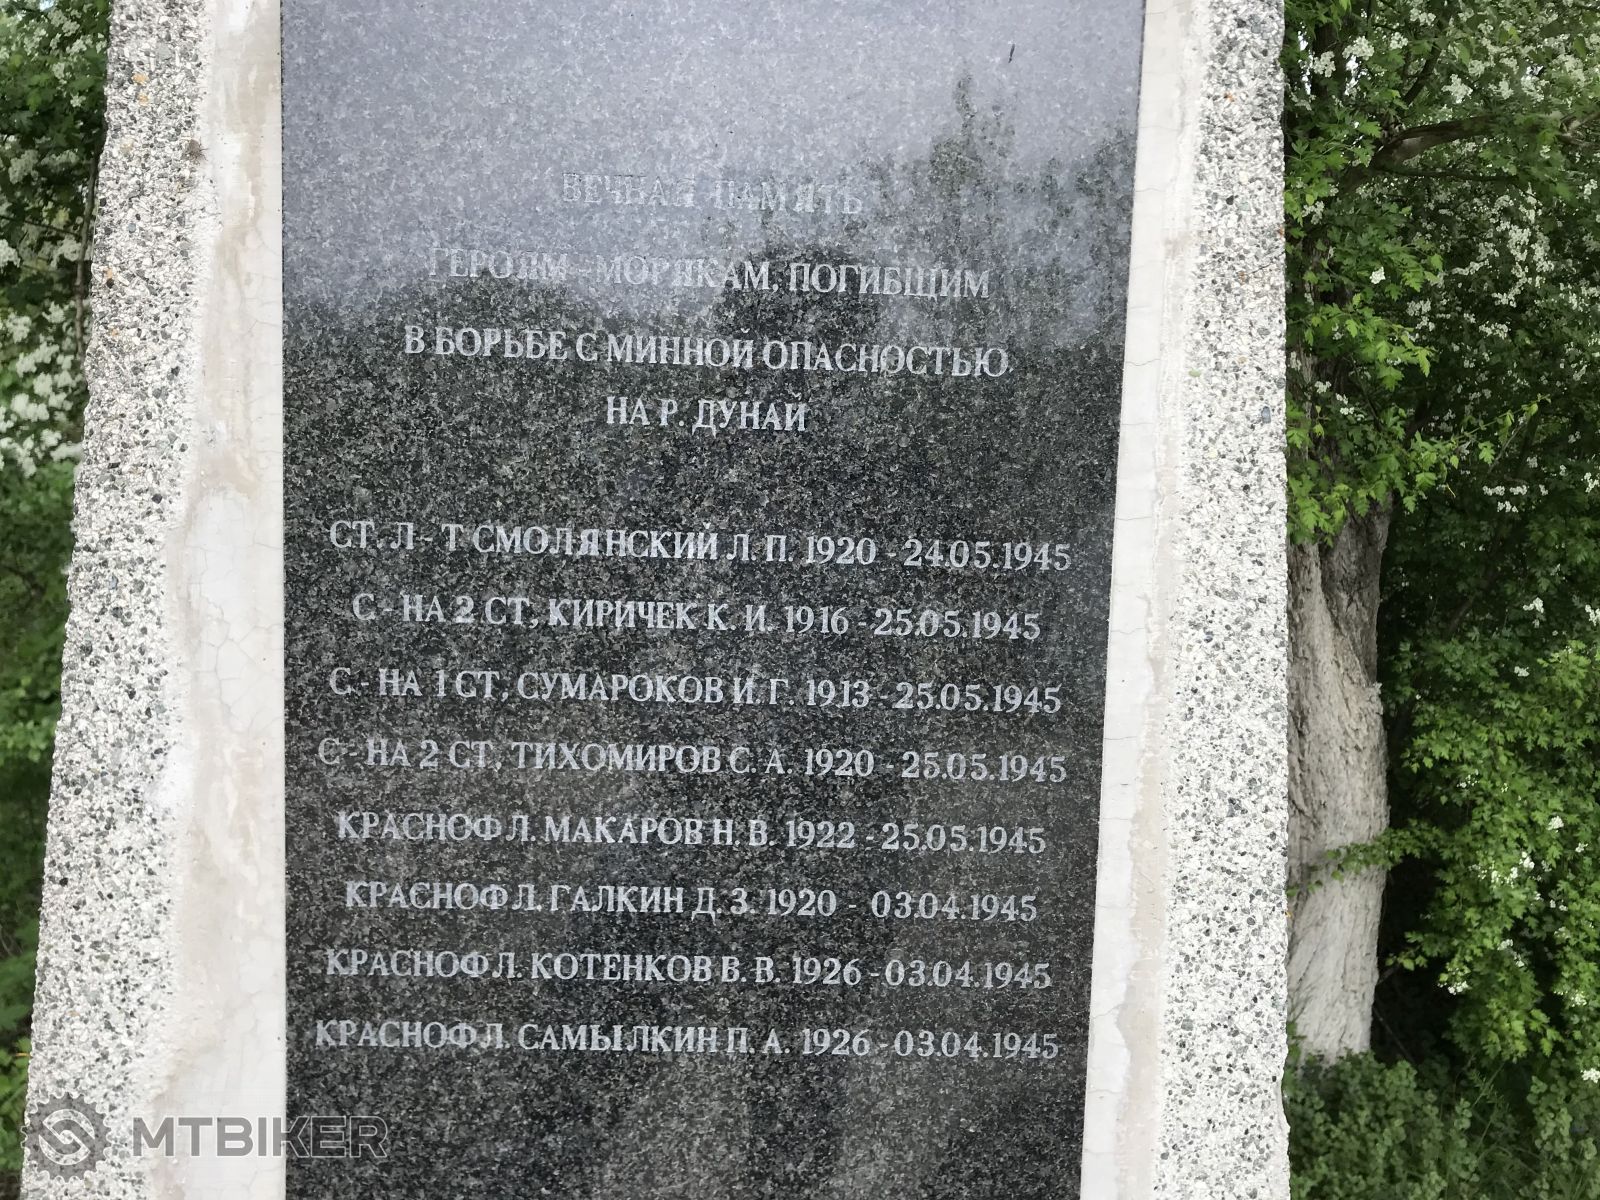 ВЕЧНАЯ ПАМЯТЬ
ГЕРОЯМ - МОРЯКАМ, ПОГИБШИМ
В БОРЬБЕ С МИННОЙ ОПАСНОСТЬЮ
НА Р. ДУНАЙ
СТ. Л - Т СМОЛЯНСКИЙ Л. П. 1920 - 24.05.1945
С - НА 2 СТ, КИРИЧЕК К. И. 1916 - 25.05.1945
С - НА 1 СТ, СУМАРОКОВ И. Г. 1913 - 25.05.1945
С - НА 2 СТ, ТИХОМИРОВ С. А. 1920 - 25.05.1945
КРАСНОФЛ. МАКАРОВ Н. В. 1922 - 25.05.1945
КРАСНОФЛ. ГАЛКИН Д. З. 1920 - 03.04.1945
КРАСНОФЛ. КОТЕНКОВ В. В. 1926 - 03.04.1945
КРАСНОФЛ. САМЫЛКИН П. А. 1926 - 03.04.1945
MTBIKER